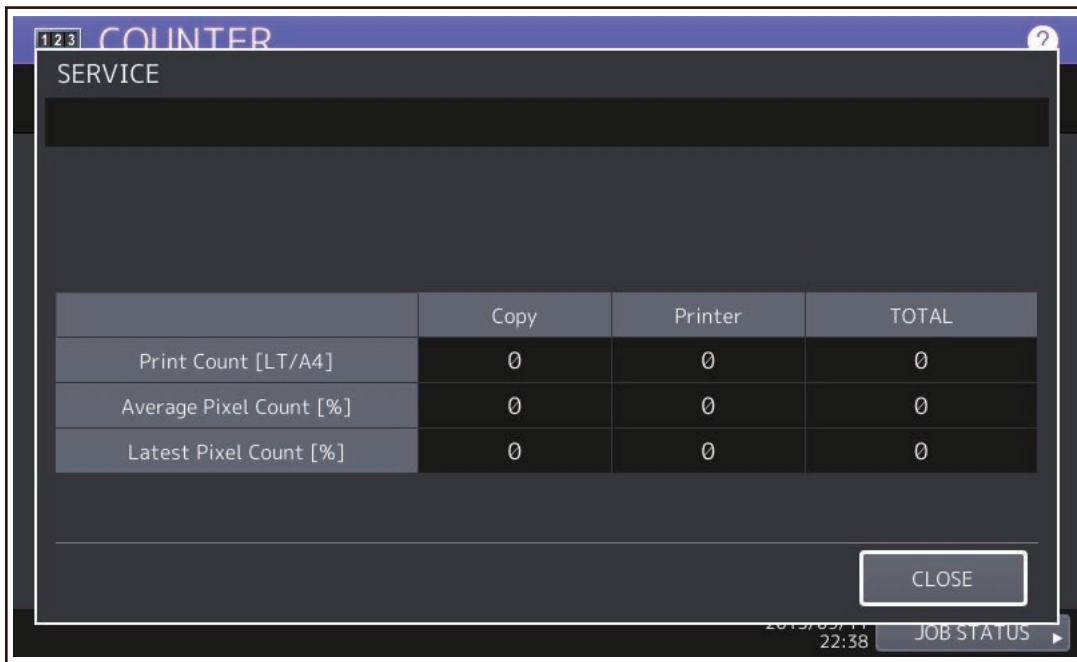 123 COUNTER ?
SERVICE
Copy Printer TOTAL
Print Count [LT/A4] 0 0 0
Average Pixel Count [%] 0 0 0
Latest Pixel Count [%] 0 0 0
CLOSE
22:38 JOB STATUS